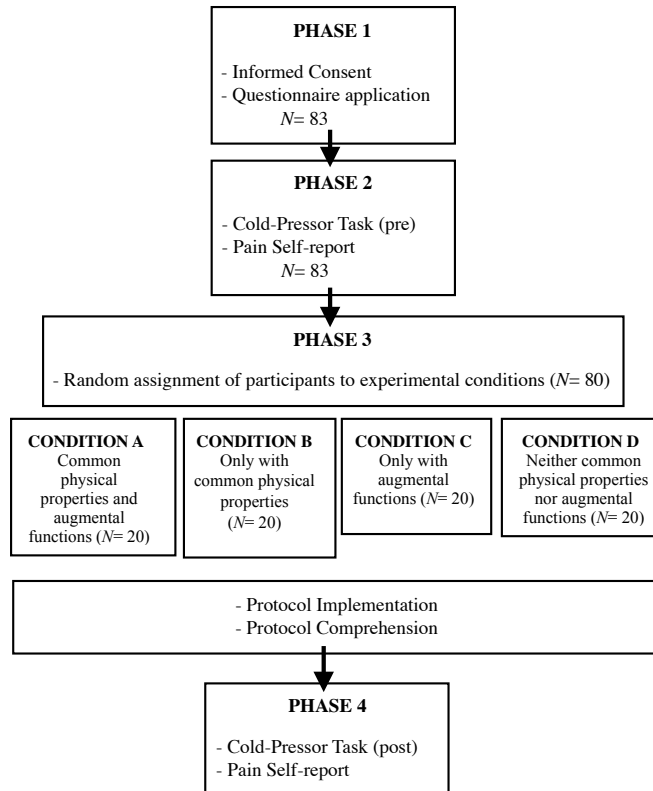 PHASE 1
- Informed Consent
- Questionnaire application
N= 83
PHASE 2
- Cold-Pressor Task (pre)
- Pain Self-report
N= 83
PHASE 3
- Random assignment of participants to experimental conditions (N= 80)
CONDITION A
Common
physical
properties and
augmental
functions (N= 20)
CONDITION B
Only with
common physical
properties
(N= 20)
CONDITION C
Only with
augmental
functions (N= 20)
CONDITION D
Neither common
physical properties
nor augmental
functions (N= 20)
- Protocol Implementation
- Protocol Comprehension
PHASE 4
- Cold-Pressor Task (post)
- Pain Self-report